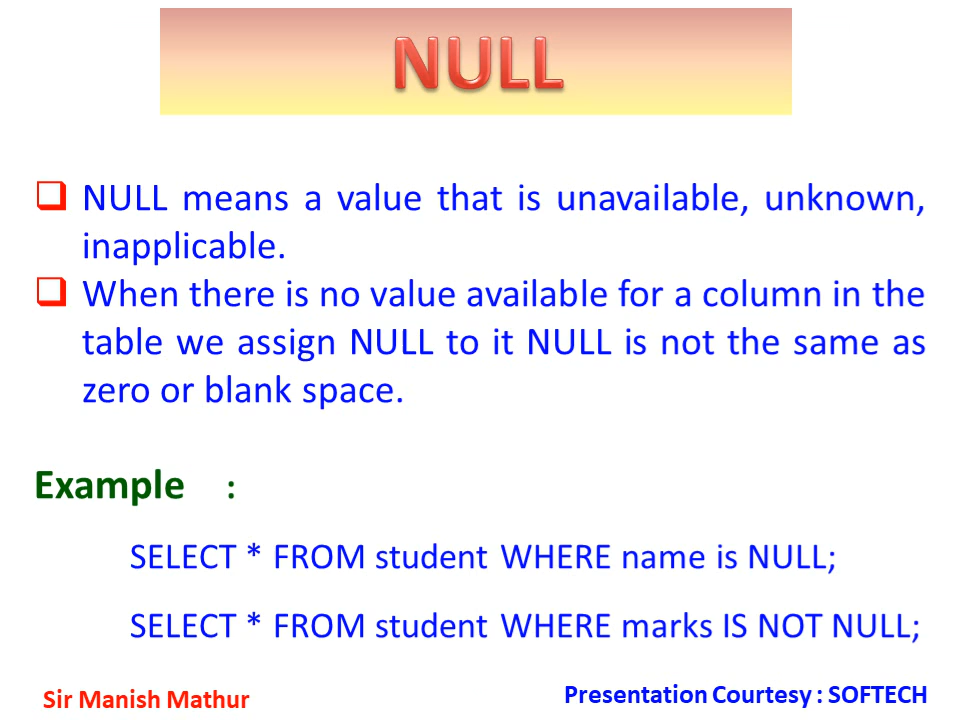 NULL
NULL means a value that is unavailable, unknown,
inapplicable.
When there is no value available for a column in the
table we assign NULL to it NULL is not the same as
zero or blank space.
Example :
SELECT * FROM student WHERE name is NULL;
SELECT * FROM student WHERE marks IS NOT NULL;
Sir Manish Mathur
Presentation Courtesy : SOFTECH